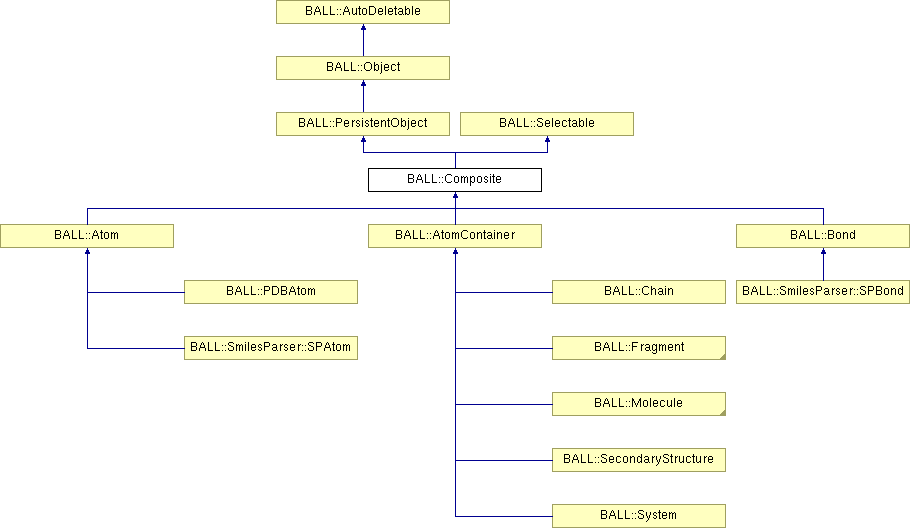 BALL::AutoDeletable
BALL::Object
BALL::PersistentObject
BALL::Selectable
BALL::Composite
BALL::Atom
BALL::AtomContainer
BALL::Bond
BALL::PDBAtom
BALL::Chain
BALL::SmilesParser::SPBond
BALL::SmilesParser::SPAtom
BALL::Fragment
BALL::Molecule
BALL::SecondaryStructure
BALL::System